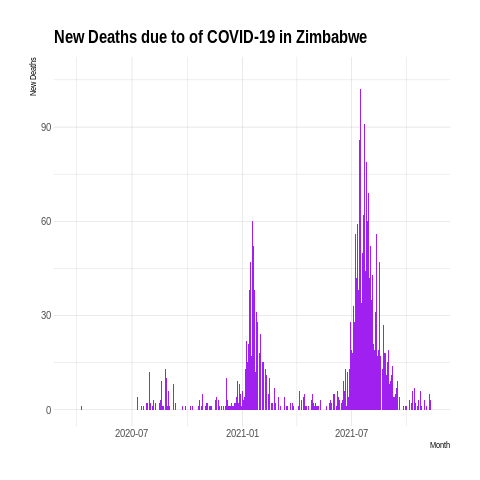 New Deaths due to of COVID-19 in Zimbabwe
New Deaths
90
60
30
0
2020-07
2021-01
2021-07
Month